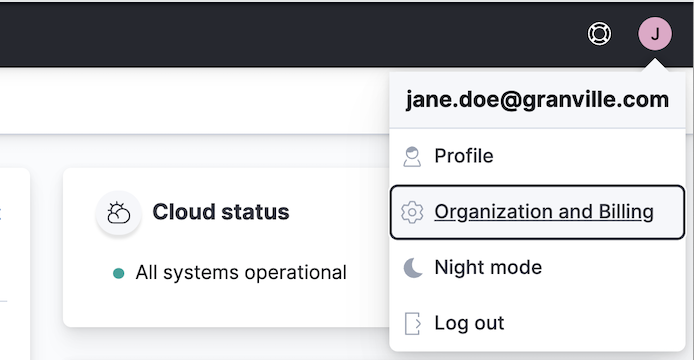 J
jane.doe@granville.com
Profile
Cloud status
Organization and Billing
All systems operational
Night mode
Log out